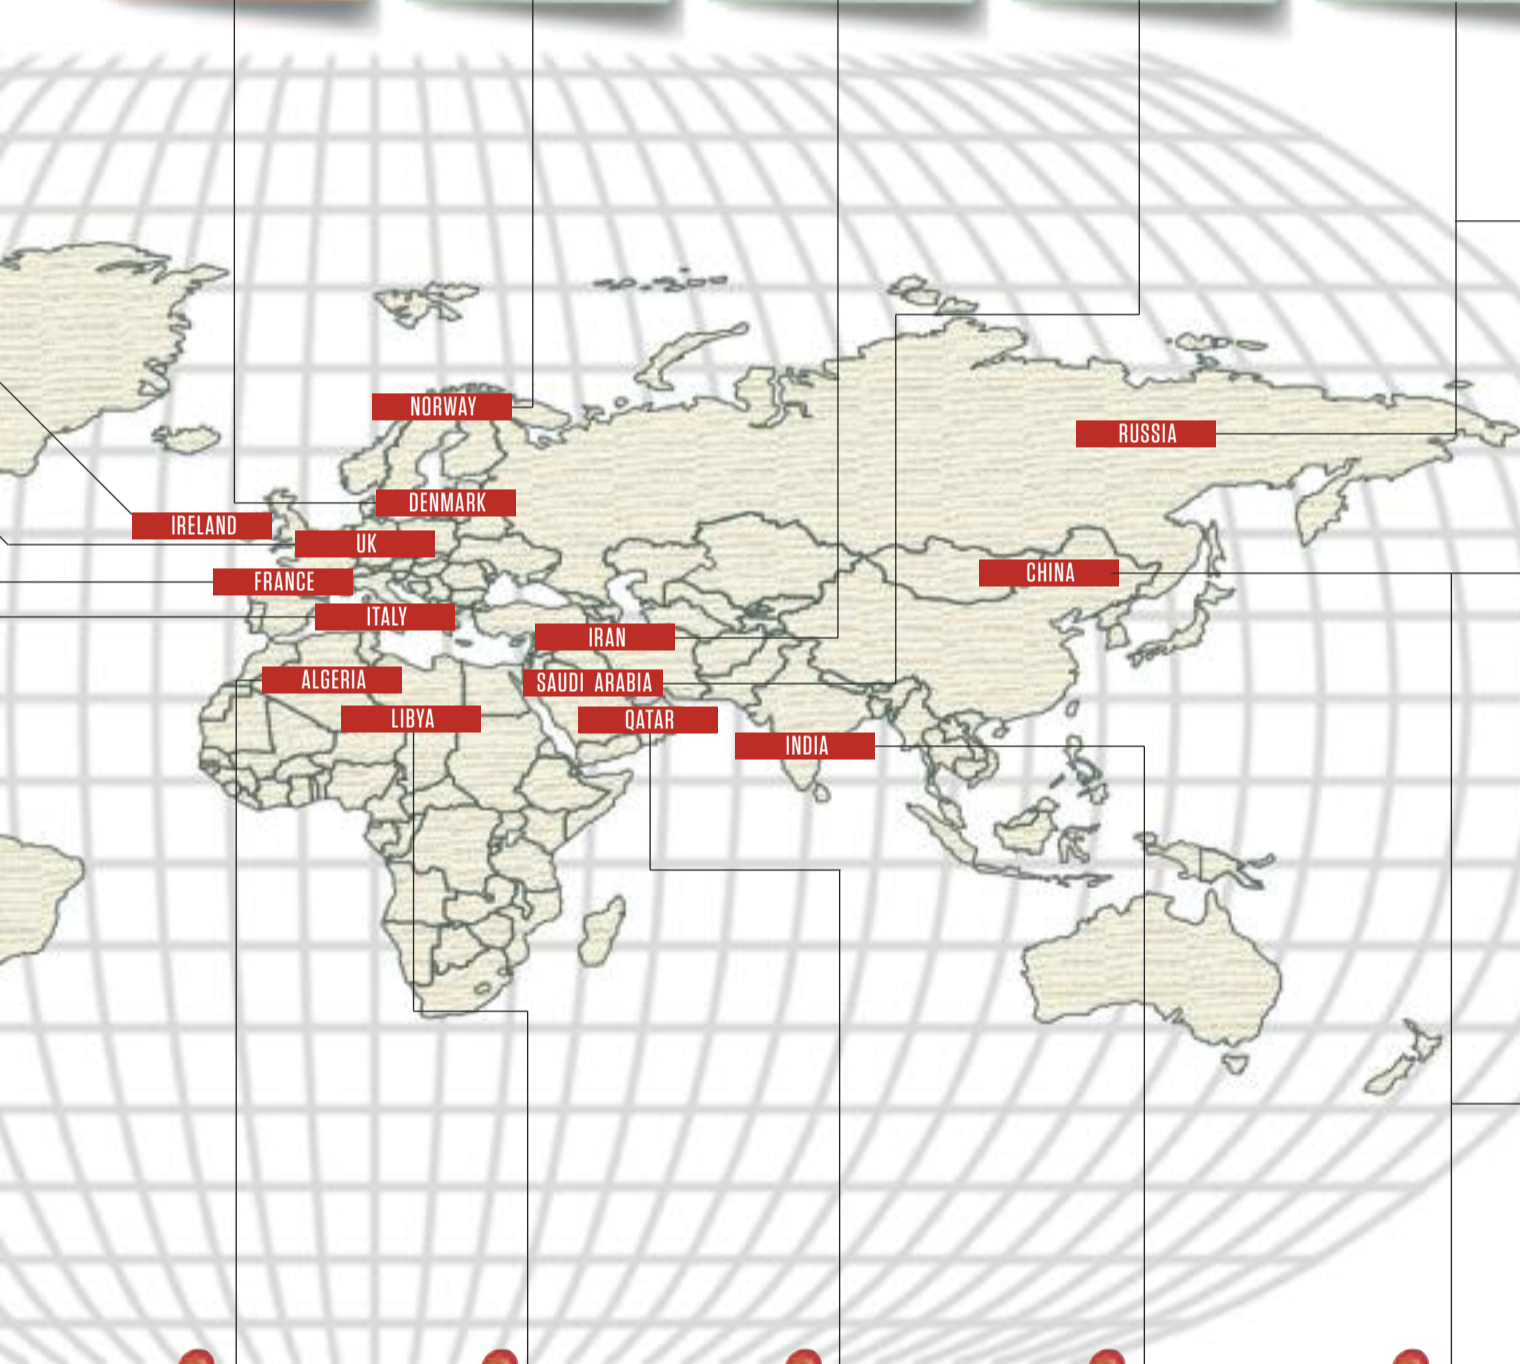 NORWAY
RUSSIA
DENMARK
IRELAND
UK
CHINA
FRANCE
ITALY
IRAN
ALGERIA
SAUDI ARABIA
LIBYA
QATAR
INDIA